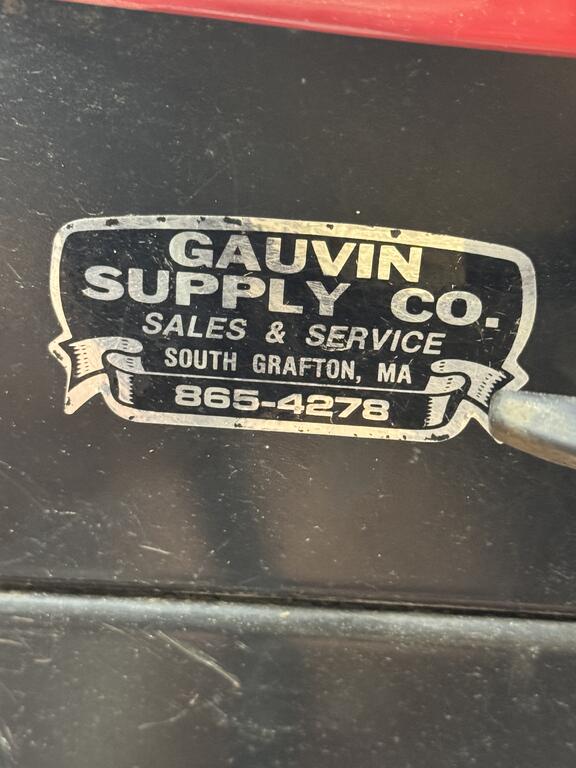 GAUVIN
SUPPLY CO.
SALES & SERVICE
SOUTH GRAFTON, MA
865-4278